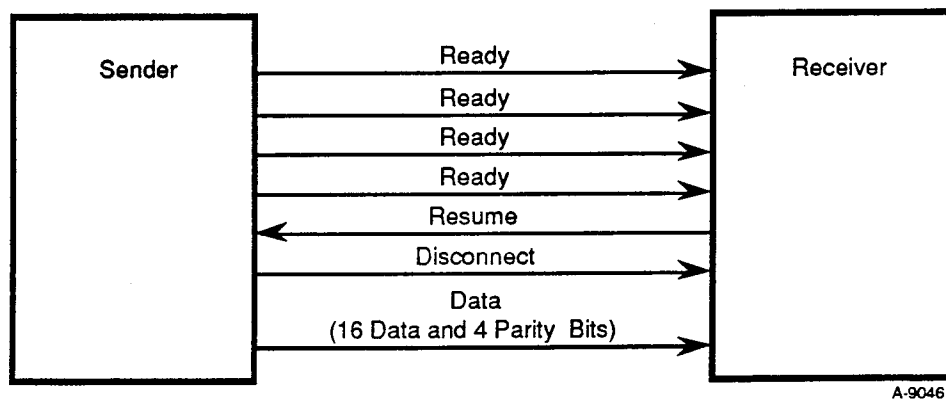 Sender
Receiver
Ready
Ready
Ready
Ready
Resume
Disconnect
Data
(16 Data and 4 Parity Bits)
A-9046